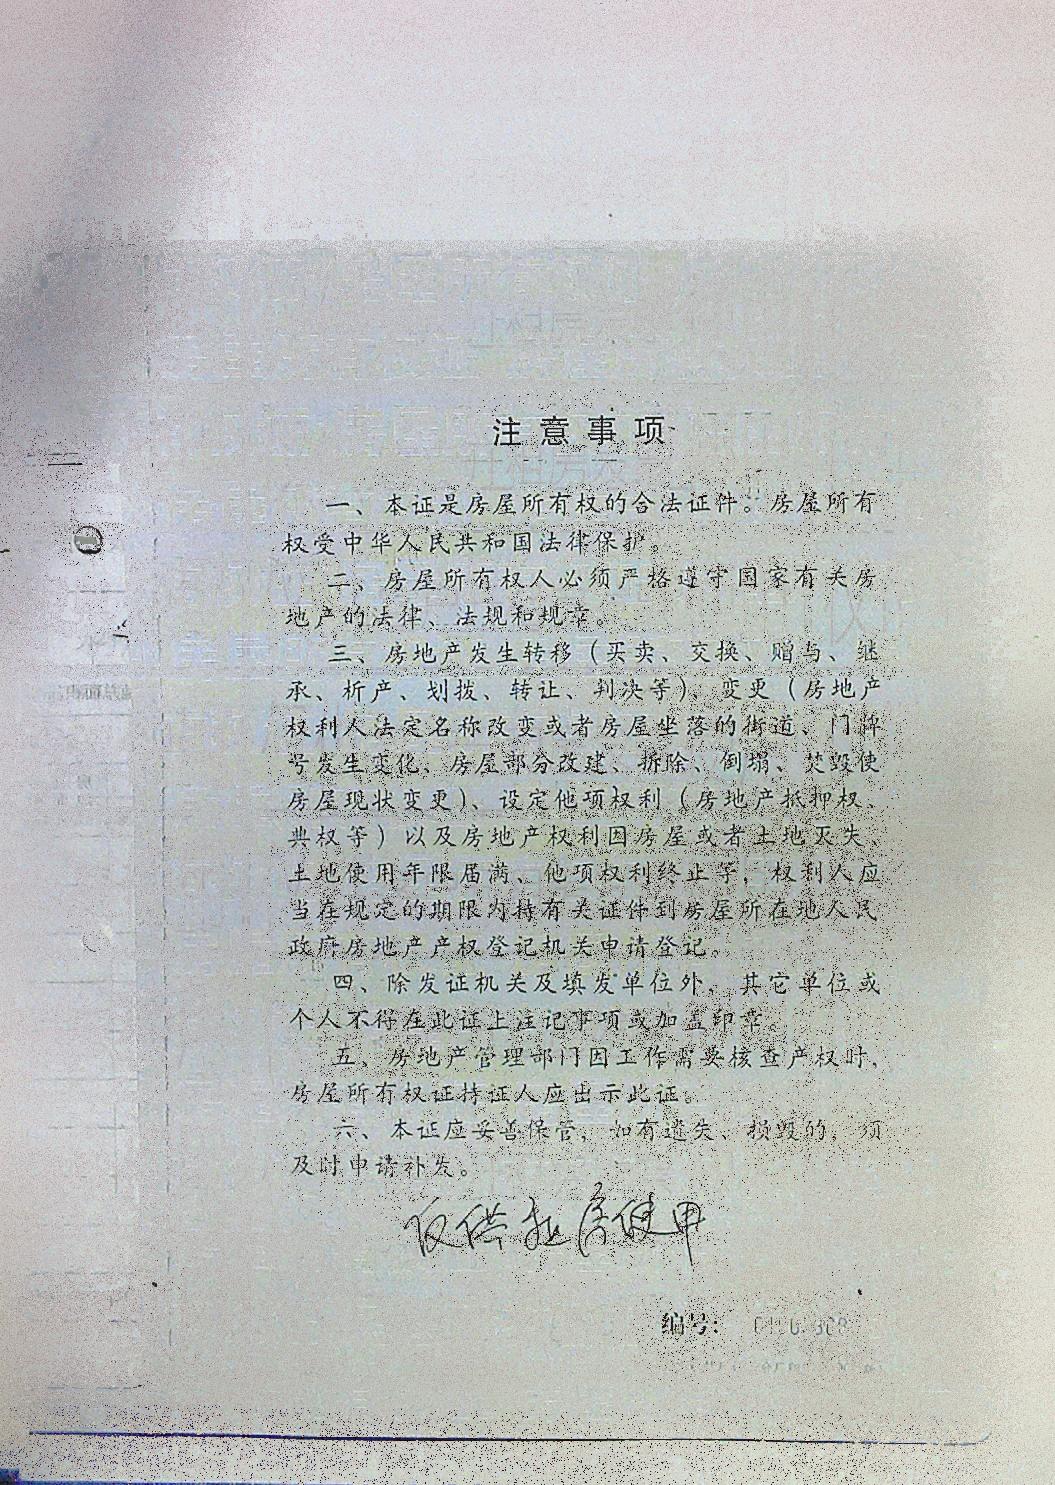 注意事项
一、本证是房屋所有权的合法证件。房屋所有
权受中华人民共和国法律保护。
二、房屋所有权人必须严格遵守国家有关房
地产的法律、法规和规章。
三、房地产发生转移（买卖、交换、赠与、继
承、析产、划拨、转让、判决等）、变更（房地产
权利人法定名称改变或者房屋坐落的街道、门牌
号发生变化、房屋部分改建、拆除、倒塌、焚毁使
房屋现状变更）、设定他项权利（房地产抵押权、
典权等）以及房地产权利因房屋或者土地灭失、
土地使用年限届满、他项权利终止等，权利人应
当在规定的期限内持有关证件到房屋所在地人民
政府房地产产权登记机关申请登记。
四、除发证机关及填发单位外，其它单位或
个人不得在此证上注记事项或加盖印章。
五、房地产管理部门因工作需要核查产权时，
房屋所有权证持证人应出示此证。
六、本证应妥善保管，如有遗失、损毁的，须
及时申请补发。
仅供租房使用
编号：